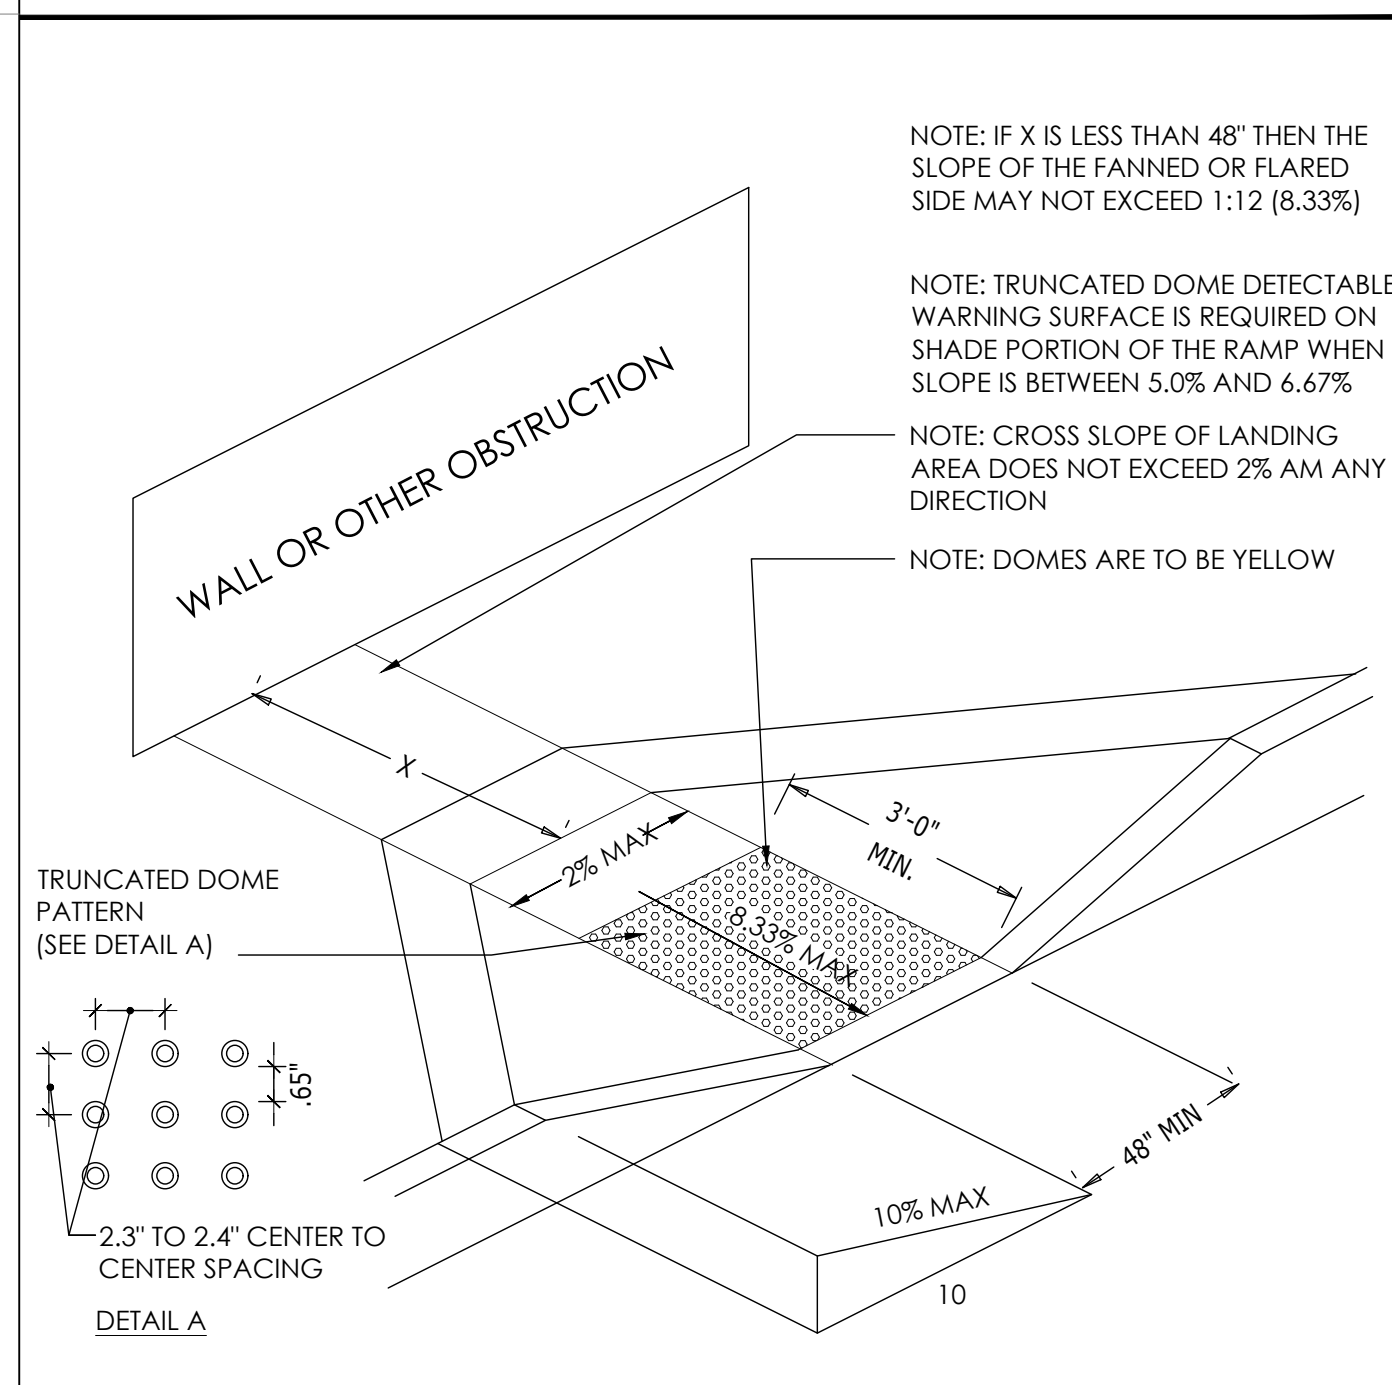 NOTE: IF X IS LESS THAN 48" THEN THE
SLOPE OF THE FANNED OR FLARED
SIDE MAY NOT EXCEED 1:12 (8.33%)
NOTE: TRUNCATED DOME DETECTABLE
WARNING SURFACE IS REQUIRED ON
SHADE PORTION OF THE RAMP WHEN
SLOPE IS BETWEEN 5.0% AND 6.67%
NOTE: CROSS SLOPE OF LANDING
AREA DOES NOT EXCEED 2% AM ANY
DIRECTION
NOTE: DOMES ARE TO BE YELLOW
WALL OR OTHER OBSTRUCTION
X
3'-0"
MIN.
2% MAX
8.33% MAX
TRUNCATED DOME
PATTERN
(SEE DETAIL A)
.65"
48" MIN
10% MAX
10
2.3" TO 2.4" CENTER TO
CENTER SPACING
DETAIL A